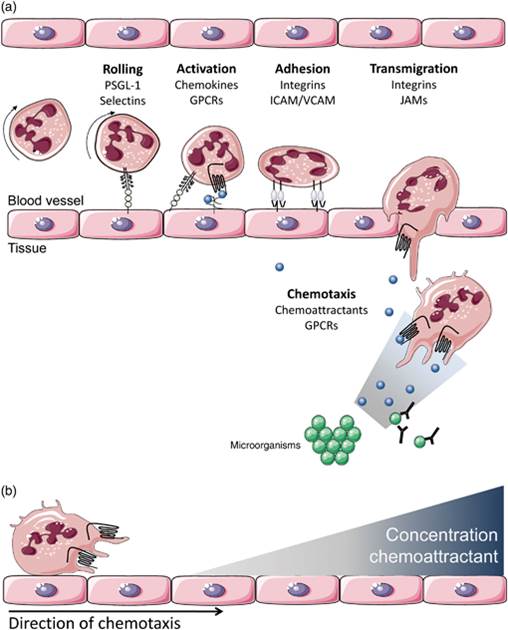 (a)
Rolling
PSGL-1
Selectins
Activation
Chemokines
GPCRs
Adhesion
Integrins
ICAM/VCAM
Transmigration
Integrins
JAMs
Blood vessel
Tissue
Chemotaxis
Chemoattractants
GPCRs
Microorganisms
(b)
Concentration
chemoattractant
Direction of chemotaxis